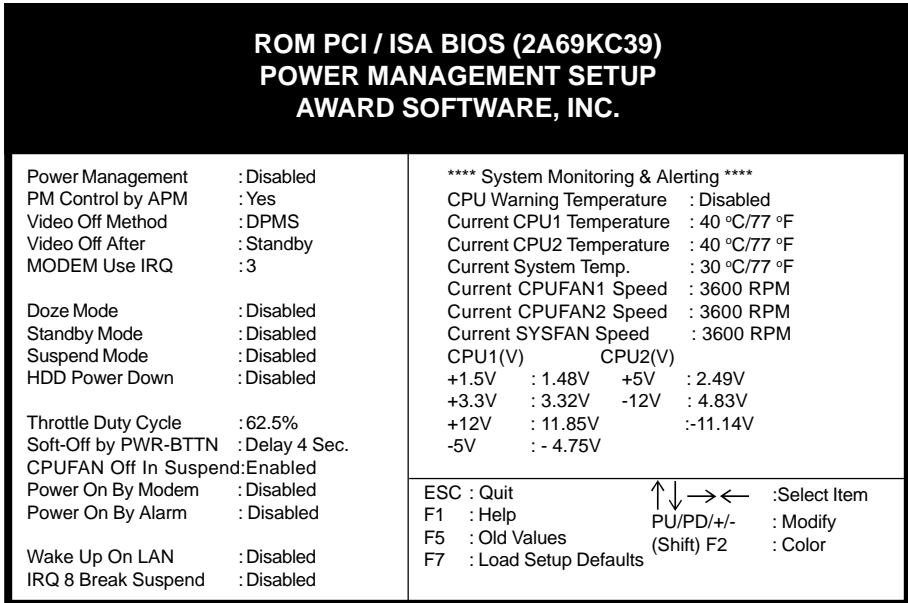 ROM PCI / ISA BIOS (2A69KC39)
POWER MANAGEMENT SETUP
AWARD SOFTWARE, INC.
Power Management : Disabled
PM Control by APM : Yes
Video Off Method : DPMS
Video Off After : Standby
MODEM Use IRQ : 3
Doze Mode : Disabled
Standby Mode : Disabled
Suspend Mode : Disabled
HDD Power Down : Disabled
Throttle Duty Cycle : 62.5%
Soft-Off by PWR-BTTN : Delay 4 Sec.
CPUFAN Off In Suspend:Enabled
Power On By Modem : Disabled
Power On By Alarm : Disabled
Wake Up On LAN : Disabled
IRQ 8 Break Suspend : Disabled
**** System Monitoring & Alerting ****
CPU Warning Temperature : Disabled
Current CPU1 Temperature : 40 °C/77 °F
Current CPU2 Temperature : 40 °C/77 °F
Current System Temp. : 30 °C/77 °F
Current CPUFAN1 Speed : 3600 RPM
Current CPUFAN2 Speed : 3600 RPM
Current SYSFAN Speed : 3600 RPM
CPU1(V) CPU2(V)
+1.5V : 1.48V +5V : 2.49V
+3.3V : 3.32V -12V : 4.83V
+12V : 11.85V :-11.14V
-5V : - 4.75V
ESC : Quit ↑↓→← :Select Item
F1 : Help PU/PD/+/- : Modify
F5 : Old Values (Shift) F2 : Color
F7 : Load Setup Defaults